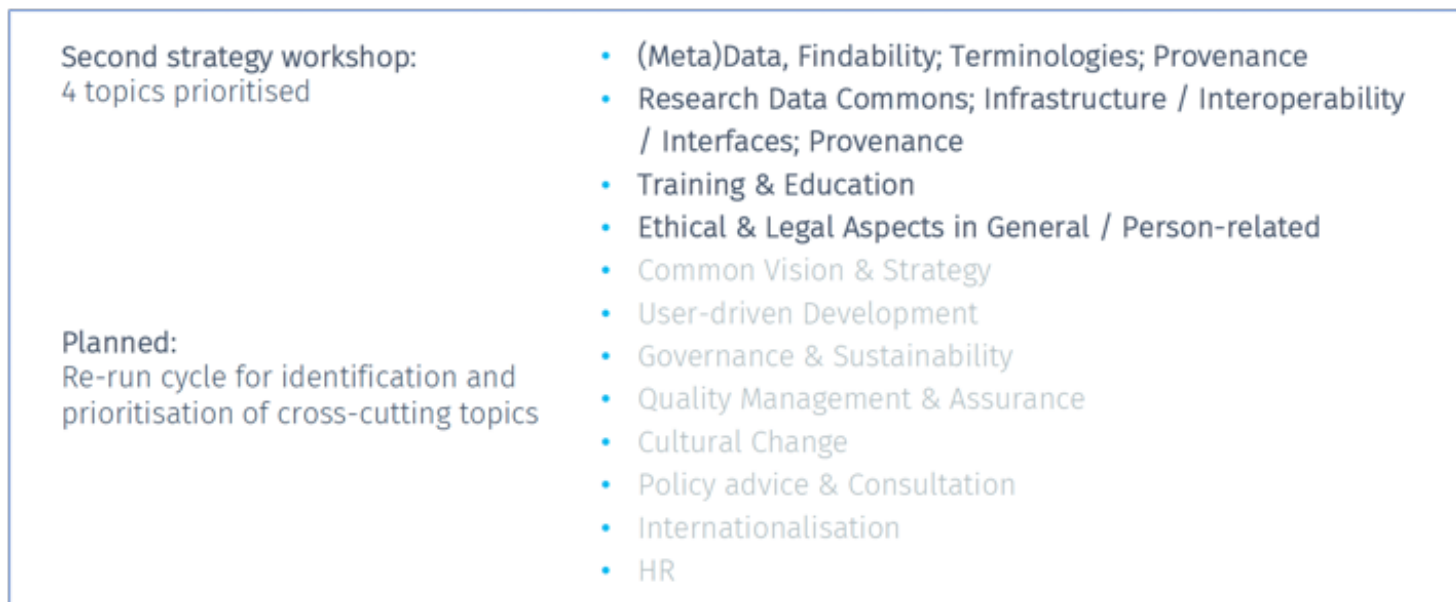 Second strategy workshop:
4 topics prioritised
Planned:
Re-run cycle for identification and
prioritisation of cross-cutting topics
• (Meta)Data, Findability; Terminologies; Provenance
• Research Data Commons; Infrastructure / Interoperability
/ Interfaces; Provenance
• Training & Education
• Ethical & Legal Aspects in General / Person-related
• Common Vision & Strategy
• User-driven Development
• Governance & Sustainability
• Quality Management & Assurance
• Cultural Change
• Policy advice & Consultation
• Internationalisation
• HR